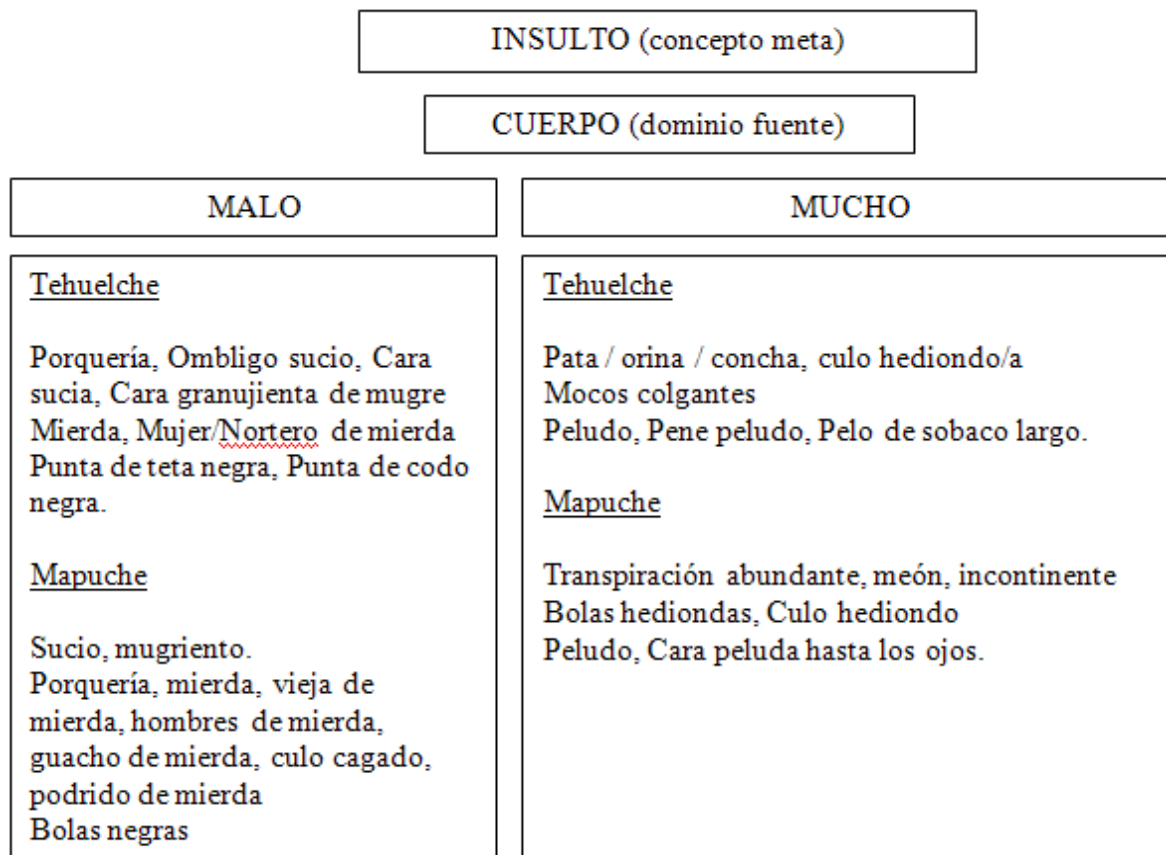 INSULTO (concepto meta)
CUERPO (dominio fuente)
MALO
Tehuelche
Porquería, Ombligo sucio, Cara
sucia, Cara granujienta de mugre
Mierda, Mujer/Nortero de mierda
Punta de teta negra, Punta de codo
negra.
Mapuche
Sucio, mugriento.
Porquería, mierda, vieja de
mierda, hombres de mierda,
guacho de mierda, culo cagado,
podrido de mierda
Bolas negras
MUCHO
Tehuelche
Pata / orina / concha, culo hediondo/a
Mocos colgantes
Peludo, Pene peludo, Pelo de sobaco largo.
Mapuche
Transpiración abundante, meón, incontinente
Bolas hediondas, Culo hediondo
Peludo, Cara peluda hasta los ojos.